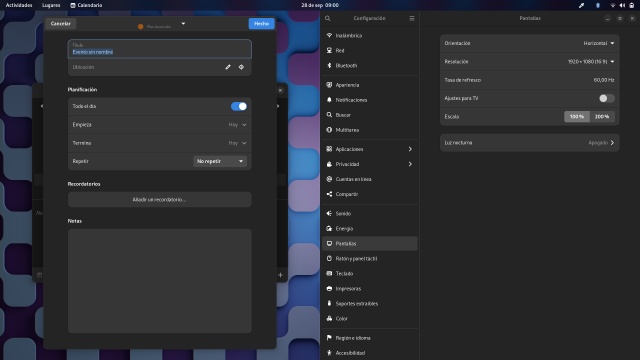 Actividades
Lugares
Calendario
28 de sep 09:00
Cancelar
Hecho
Título
Evento sin nombre
Ubicación
Planificación
Todo el día
Empieza
Hoy
Termina
Hoy
Repetir
No repetir
Recordatorios
Añadir un recordatorio…
Notas
Configuración
Inalámbrica
Red
Bluetooth
Apariencia
Notificaciones
Buscar
Multitarea
Aplicaciones
Privacidad
Cuentas en línea
Compartir
Sonido
Energía
Pantallas
Ratón y panel táctil
Teclado
Impresoras
Soportes extraíbles
Color
Región e idioma
Accesibilidad
Pantallas
Orientación
Horizontal
Resolución
1920 × 1080 (16:9)
Tasa de refresco
60,00 Hz
Ajustes para TV
Escala
100 %
200 %
Luz nocturna
Apagado